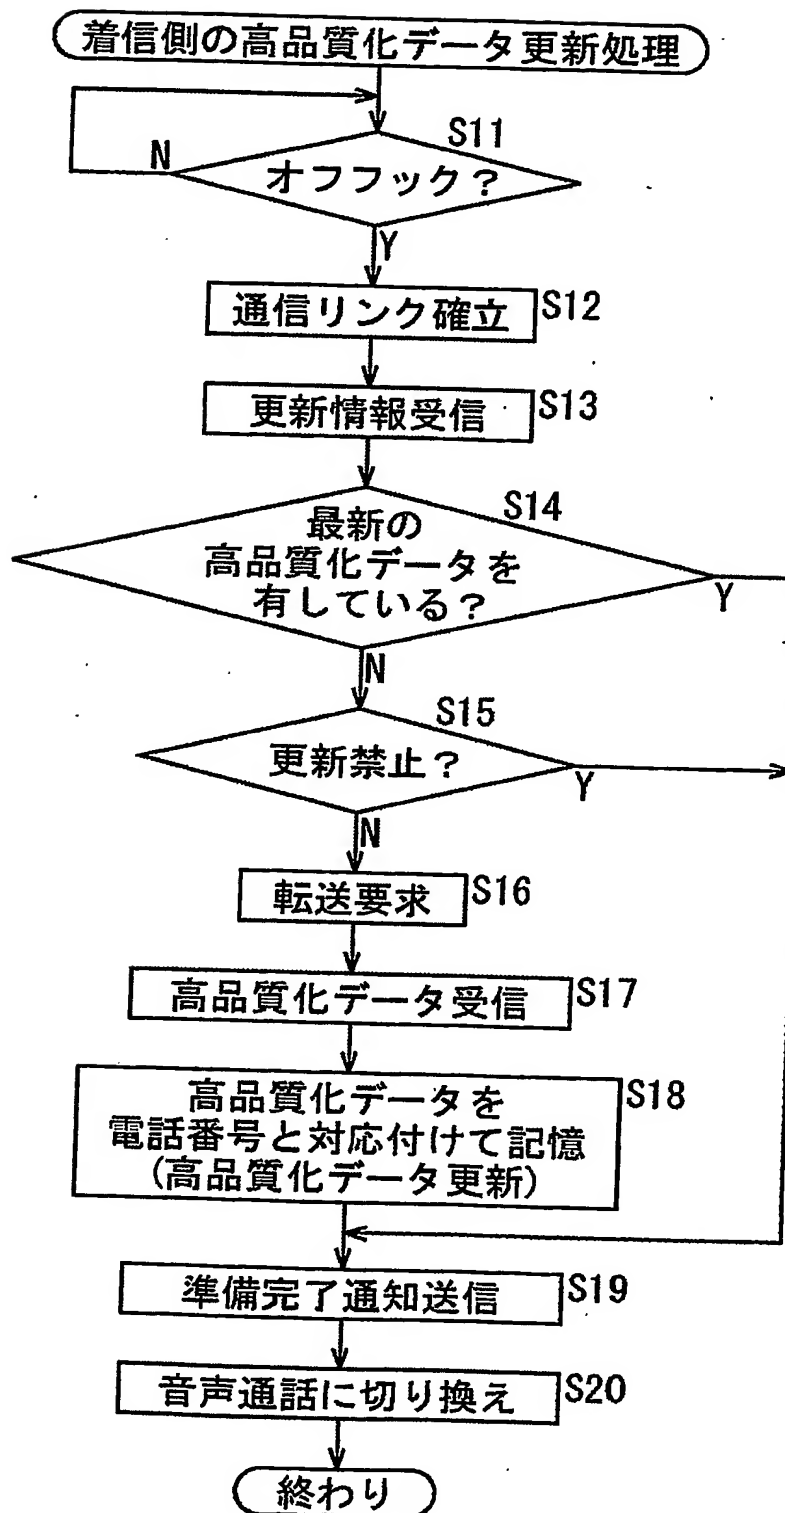 着信側の高品質化データ更新処理
S11
N
オフフック？
Y
通信リンク確立
S12
更新情報受信
S13
S14
最新の
高品質化データを
有している？
Y
N
S15
更新禁止？
Y
N
転送要求
S16
高品質化データ受信
S17
高品質化データを
S18
電話番号と対応付けて記憶
(高品質化データ更新)
準備完了通知送信
S19
音声通話に切り換え
S20
終わり